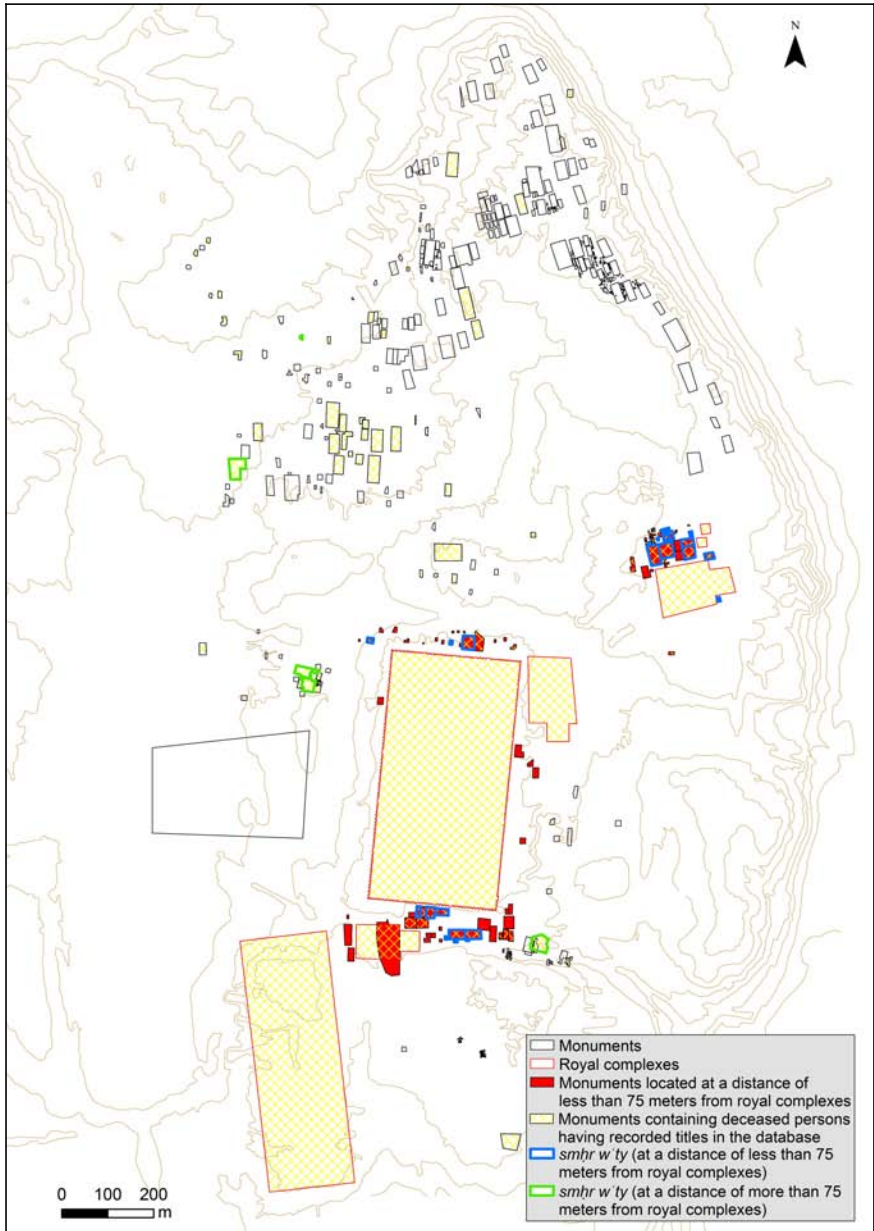 N
Monuments
Royal complexes
Monuments located at a distance of
less than 75 meters from royal complexes
Monuments containing deceased persons
having recorded titles in the database
smḥr wʿty (at a distance of less than 75
meters from royal complexes)
smḥr wʿty (at a distance of more than 75
meters from royal complexes)
0 100 200
m